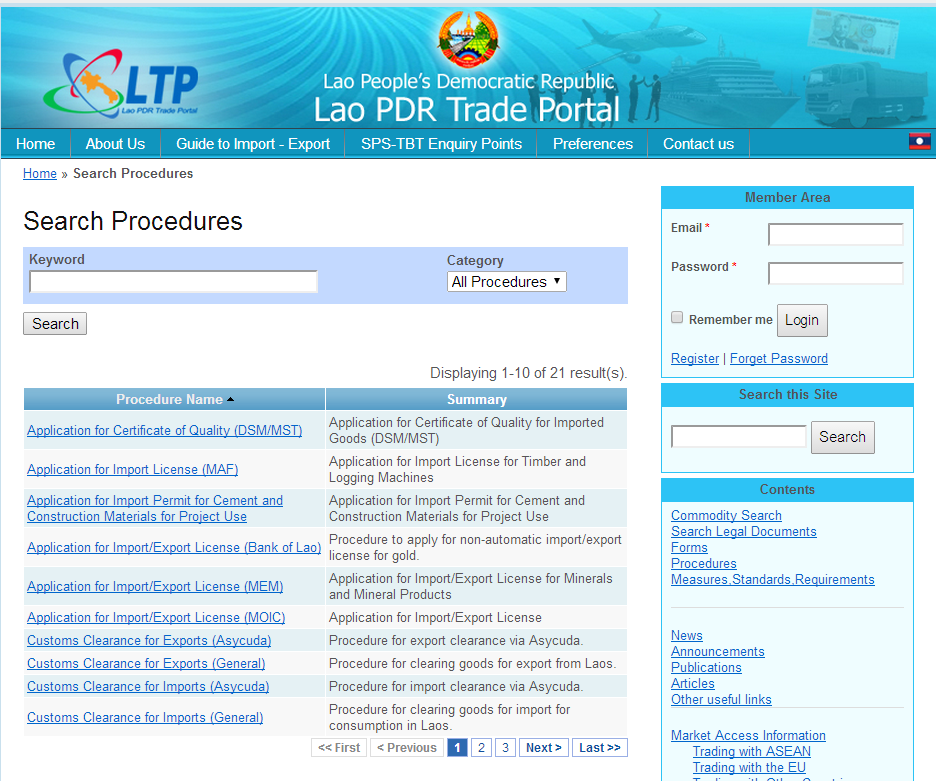 LTP
Lao PDR Trade Portal
Lao People's Democratic Republic
Lao PDR Trade Portal
Home About Us Guide to Import - Export SPS-TBT Enquiry Points Preferences Contact us
Home » Search Procedures
Search Procedures
Keyword
Category
All Procedures
Search
Displaying 1-10 of 21 result(s).
Procedure Name Summary
Application for Certificate of Quality (DSM/MST)
Application for Certificate of Quality for Imported
Goods (DSM/MST)
Application for Import License (MAF)
Application for Import License for Timber and
Logging Machines
Application for Import Permit for Cement and
Construction Materials for Project Use
Application for Import Permit for Cement and
Construction Materials for Project Use
Application for Import/Export License (Bank of Lao)
Procedure to apply for non-automatic import/export
license for gold.
Application for Import/Export License (MEM)
Application for Import/Export License for Minerals
and Mineral Products
Application for Import/Export License (MOIC)
Application for Import/Export License
Customs Clearance for Exports (Asycuda)
Procedure for export clearance via Asycuda.
Customs Clearance for Exports (General)
Procedure for clearing goods for export from Laos.
Customs Clearance for Imports (Asycuda)
Procedure for import clearance via Asycuda.
Customs Clearance for Imports (General)
Procedure for clearing goods for import for
consumption in Laos.
<< First < Previous 1 2 3 Next > Last >>
Member Area
Email *
Password *
Remember me Login
Register | Forget Password
Search this Site
Search
Contents
Commodity Search
Search Legal Documents
Forms
Procedures
Measures,Standards,Requirements
News
Announcements
Publications
Articles
Other useful links
Market Access Information
Trading with ASEAN
Trading with the EU